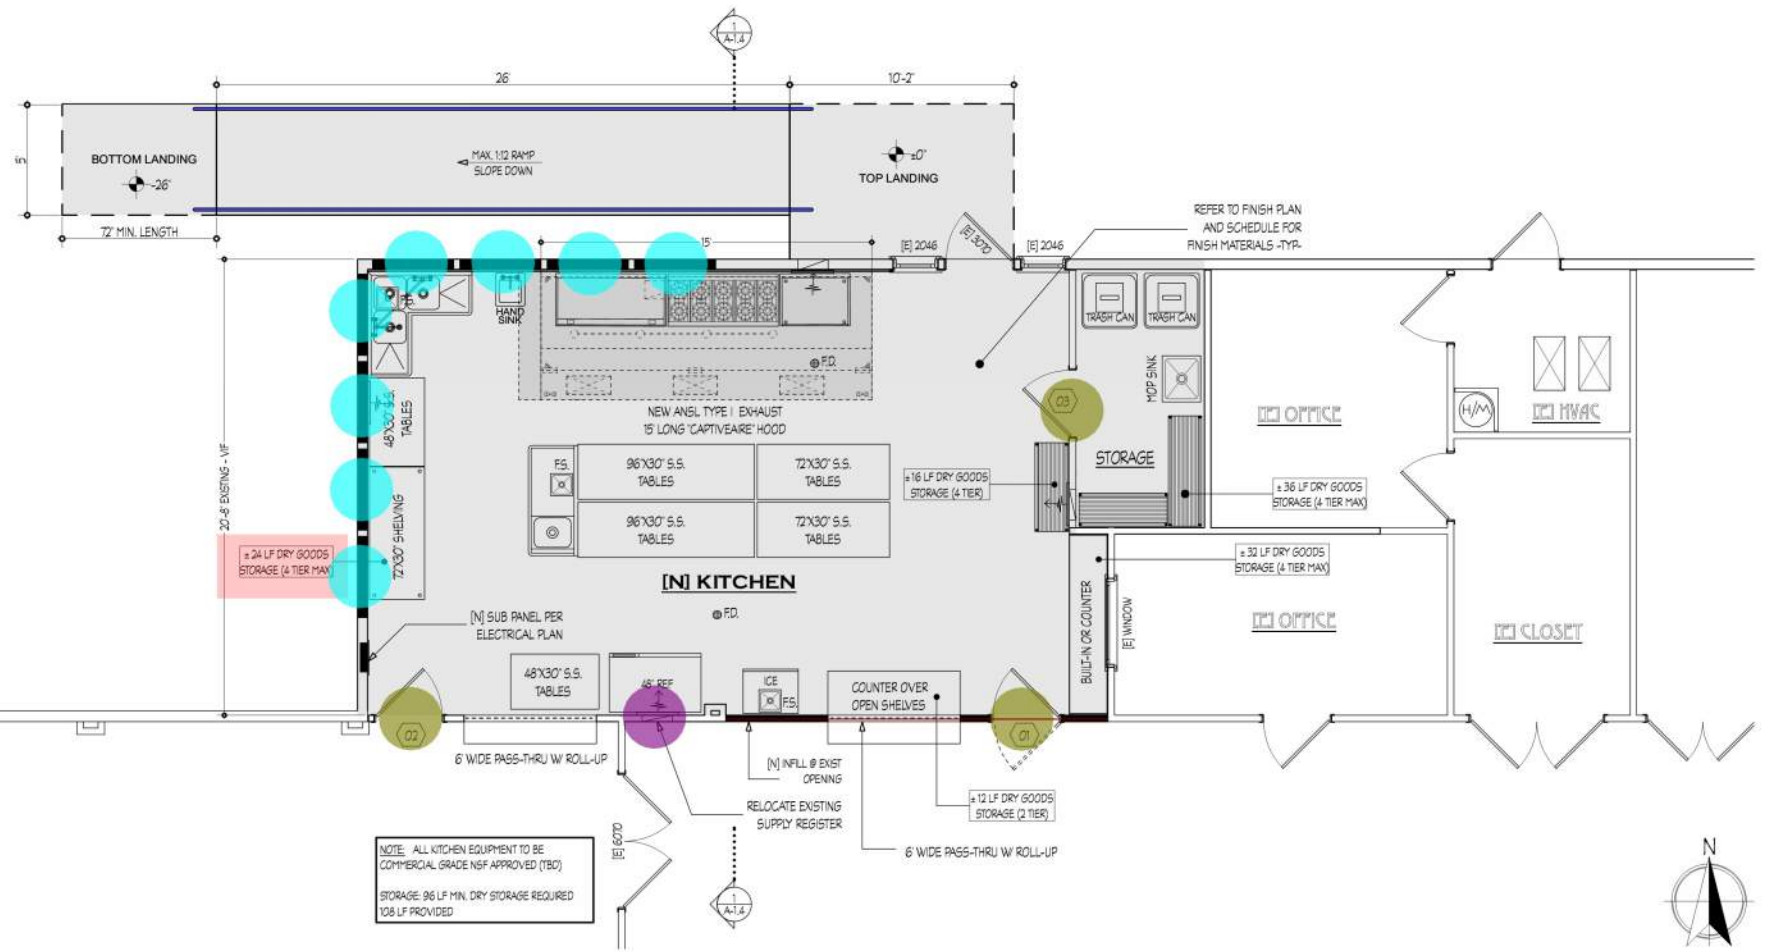 1
A-1.4
26'
10'-2"
5'
BOTTOM LANDING
-26"
MAX. 1:12 RAMP
SLOPE DOWN
±0"
TOP LANDING
72" MIN. LENGTH
15'
[E] 2046
[E] 3070
[E] 2046
REFER TO FINISH PLAN
AND SCHEDULE FOR
FINISH MATERIALS -TYP-
HAND
SINK
TRASH CAN
TRASH CAN
F.D.
MOP SINK
03
NEW ANSL TYPE I EXHAUST
15' LONG "CAPTIVEAIRE" HOOD
48"X30" S.S.
TABLES
[E] OFFICE
H/M
[E] HVAC
20'-8" EXISTING - VIF
F.S.
96"X30" S.S.
TABLES
72"X30" S.S.
TABLES
STORAGE
±16 LF DRY GOODS
STORAGE (4 TIER)
±36 LF DRY GOODS
STORAGE (4 TIER MAX)
96"X30" S.S.
TABLES
72"X30" S.S.
TABLES
72"X30" SHELVING
±24 LF DRY GOODS
STORAGE (4 TIER MAX)
±32 LF DRY GOODS
STORAGE (4 TIER MAX)
[N] KITCHEN
F.D.
[N] SUB PANEL PER
ELECTRICAL PLAN
BUILT-IN OR COUNTER
[E] WINDOW
[E] OFFICE
[E] CLOSET
48"X30" S.S.
TABLES
48" REF
ICE
F.S.
COUNTER OVER
OPEN SHELVES
02
01
6' WIDE PASS-THRU W/ ROLL-UP
[N] INFILL @ EXIST
OPENING
RELOCATE EXISTING
SUPPLY REGISTER
±12 LF DRY GOODS
STORAGE (2 TIER)
6' WIDE PASS-THRU W/ ROLL-UP
[E] 6070
NOTE: ALL KITCHEN EQUIPMENT TO BE
COMMERCIAL GRADE NSF APPROVED (TBD)
STORAGE: 96 LF MIN. DRY STORAGE REQUIRED
108 LF PROVIDED
1
A-1.4
N